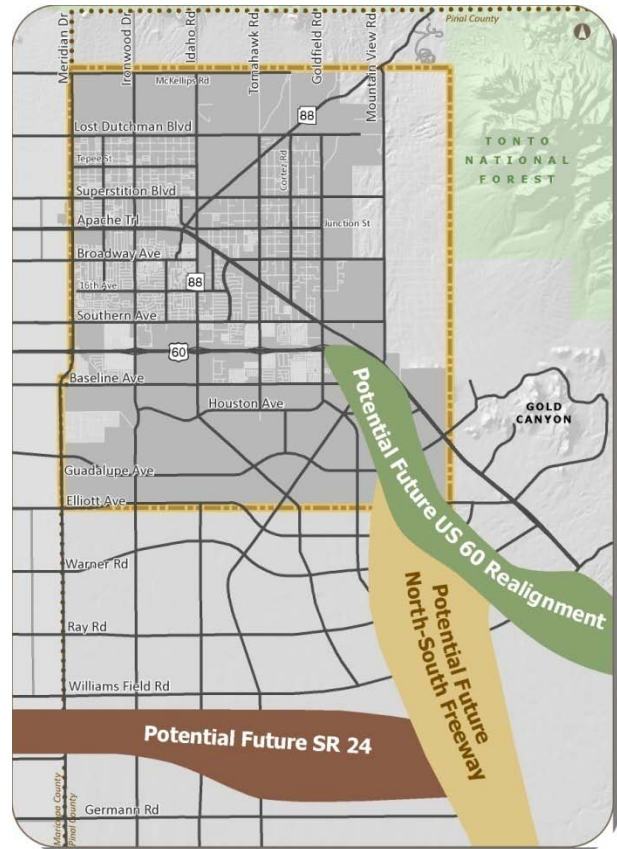 Pinal County
Meridian Dr
Ironwood Dr
Idaho Rd
Tomahawk Rd
Goldfield Rd
Mountain View Rd
McKellips Rd
88
Lost Dutchman Blvd
TONTO
NATIONAL
FOREST
Tepee St
Cortez Rd
Superstition Blvd
Apache Trl
Junction St
Broadway Ave
16th Ave
88
Southern Ave
60
Baseline Ave
Houston Ave
GOLD
CANYON
Guadalupe Ave
Elliott Ave
Potential Future US 60 Realignment
Warner Rd
Ray Rd
Potential Future
North-South Freeway
Williams Field Rd
Potential Future SR 24
Germann Rd
Maricopa County
Pinal County